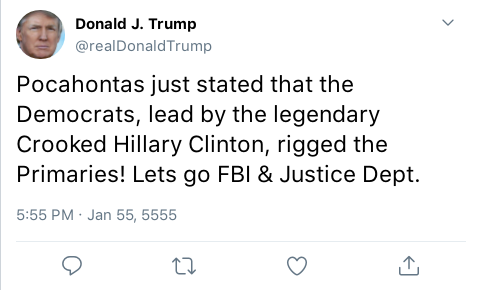 Donald J. Trump
@realDonaldTrump
Pocahontas just stated that the
Democrats, lead by the legendary
Crooked Hillary Clinton, rigged the
Primaries! Lets go FBI & Justice Dept.
5:55 PM · Jan 55, 5555